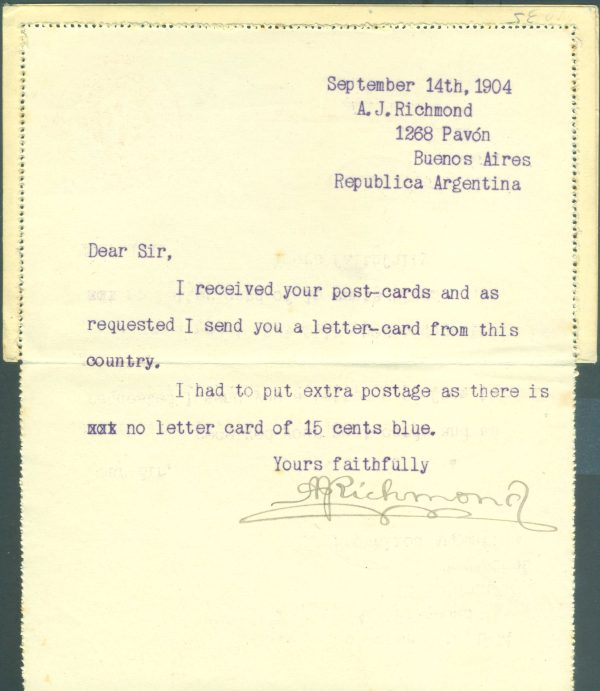 September 14th, 1904
A.J.Richmond
1268 Pavón
Buenos Aires
Republica Argentina
Dear Sir,
I received your post-cards and as
requested I send you a letter-card from this
country.
I had to put extra postage as there is
no letter card of 15 cents blue.
Yours faithfully
AJRichmond